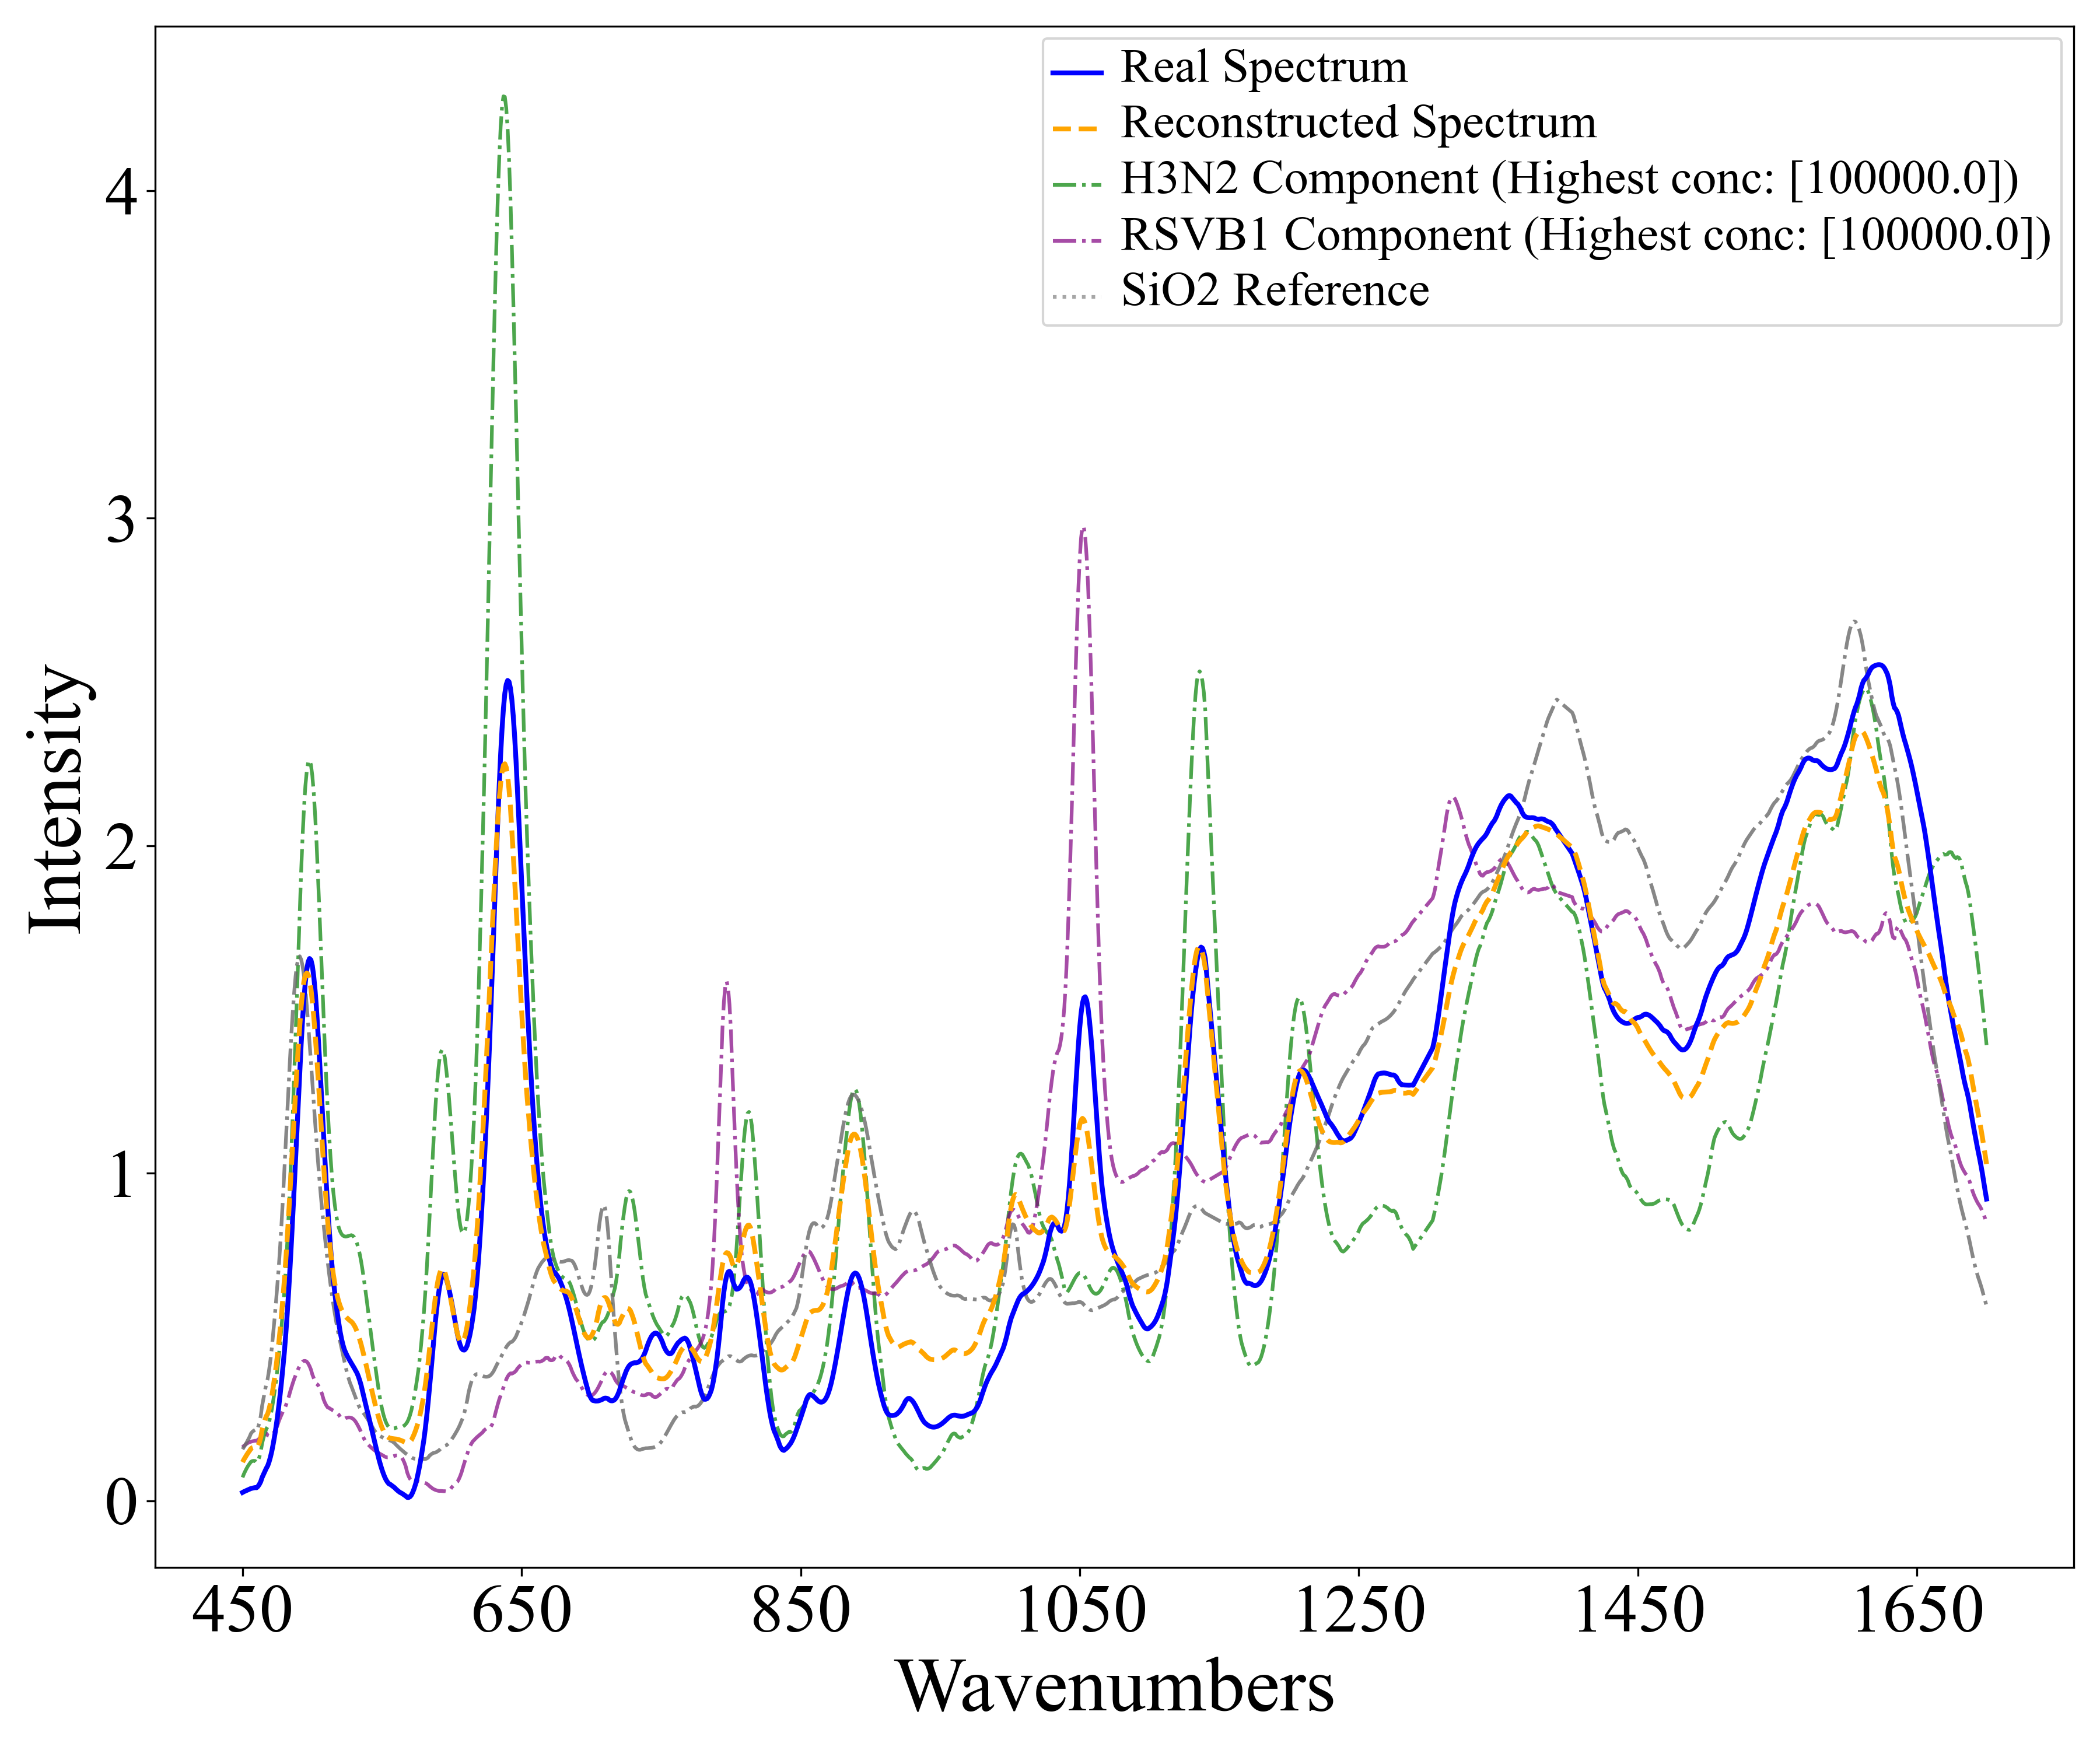 Real Spectrum
Reconstructed Spectrum
H3N2 Component (Highest conc: [100000.0])
RSVB1 Component (Highest conc: [100000.0])
SiO2 Reference
Intensity
4
3
2
1
0
450 650 850 1050 1250 1450 1650
Wavenumbers